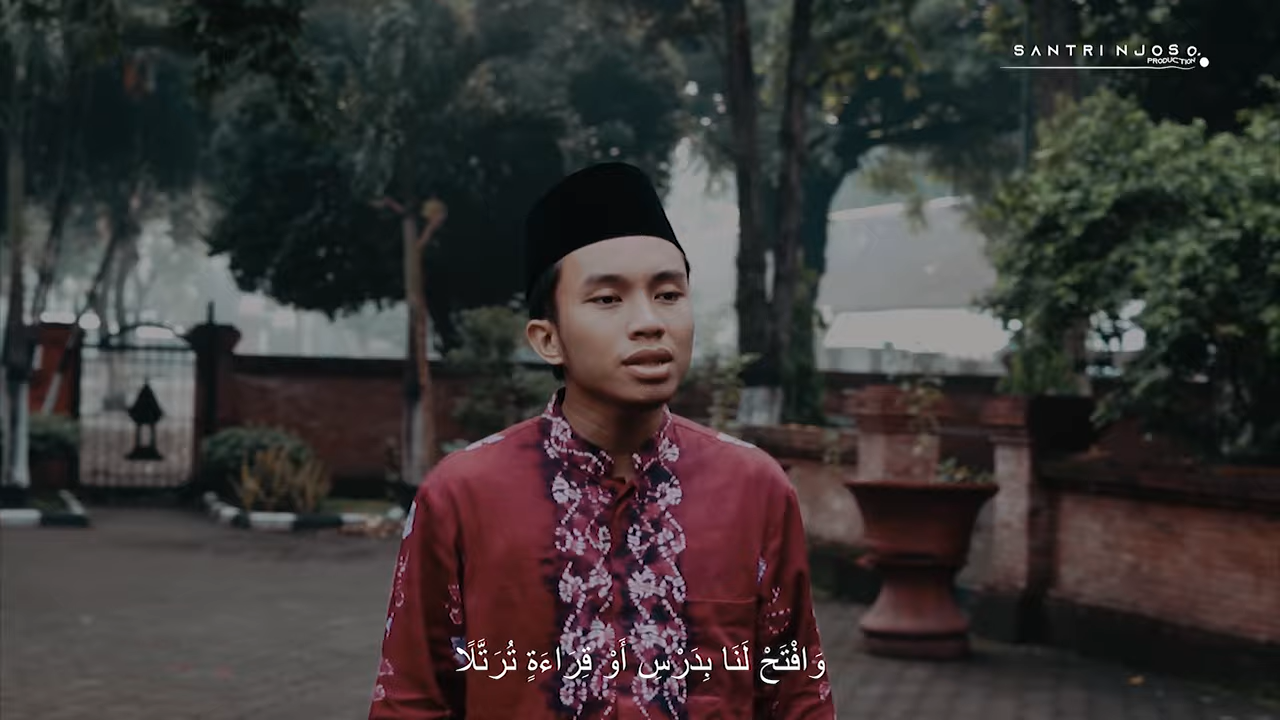 SANTRI NJOSO
PRODUCTION
وَافْتَحْ لَنَا بِدَرْسٍ أَوْ قِرَاءَةٍ تُرَتَّلًا